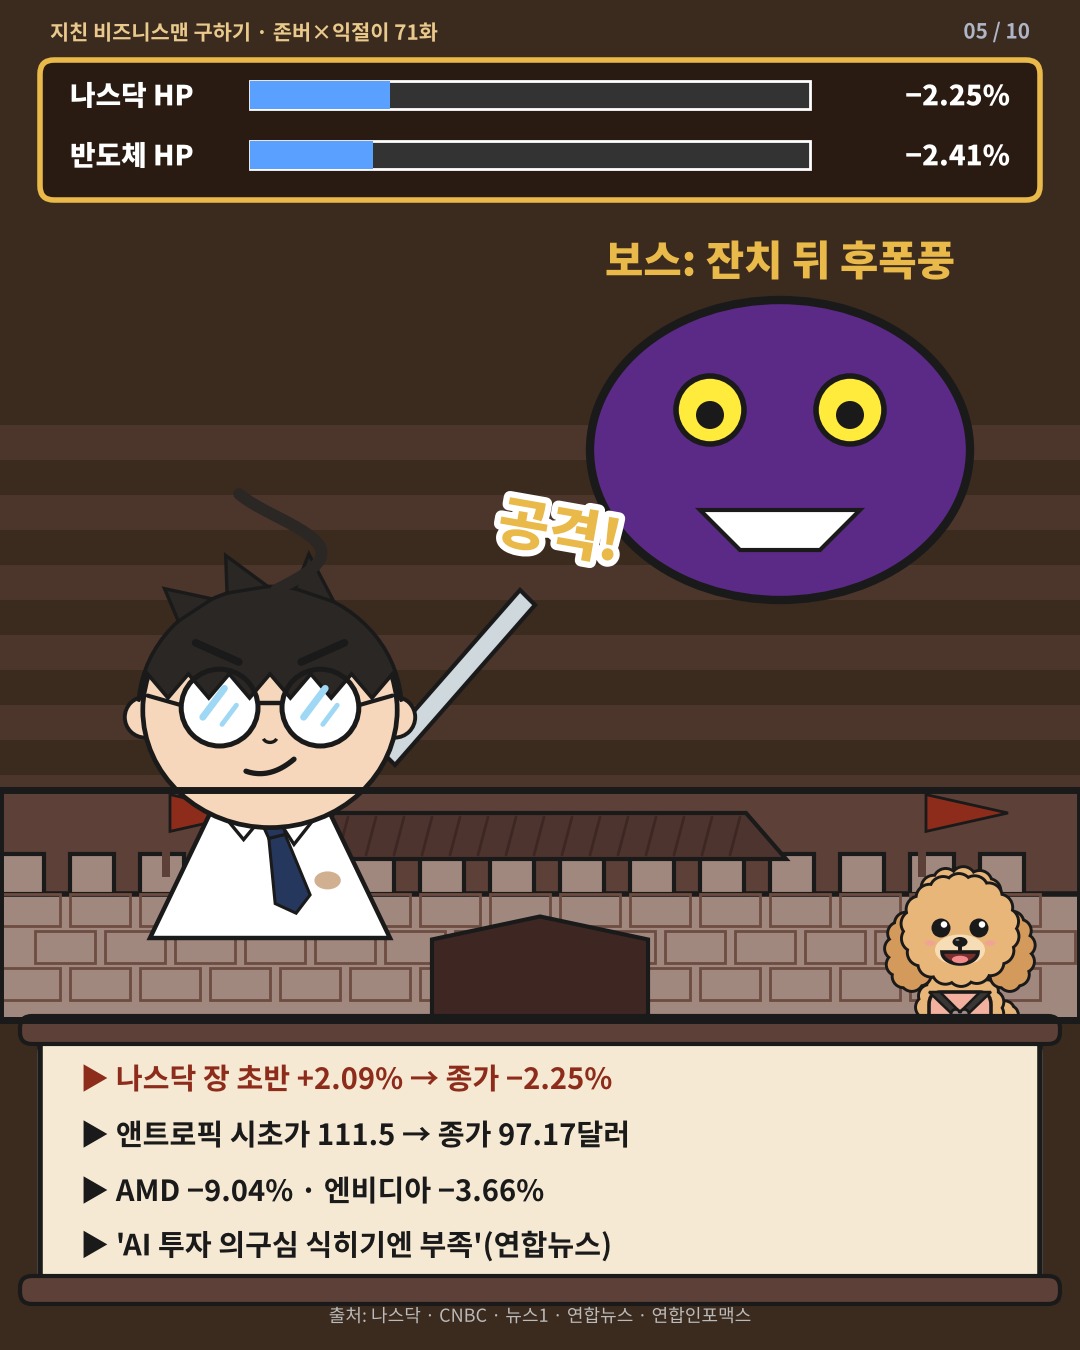 지친 비즈니스맨 구하기 · 존버×익절이 71화
05 / 10
나스닥 HP −2.25%
반도체 HP −2.41%
보스: 잔치 뒤 후폭풍
공격!
▶ 나스닥 장 초반 +2.09% → 종가 −2.25%
▶ 앤트로픽 시초가 111.5 → 종가 97.17달러
▶ AMD −9.04% · 엔비디아 −3.66%
▶ 'AI 투자 의구심 식히기엔 부족'(연합뉴스)
출처: 나스닥 · CNBC · 뉴스1 · 연합뉴스 · 연합인포맥스